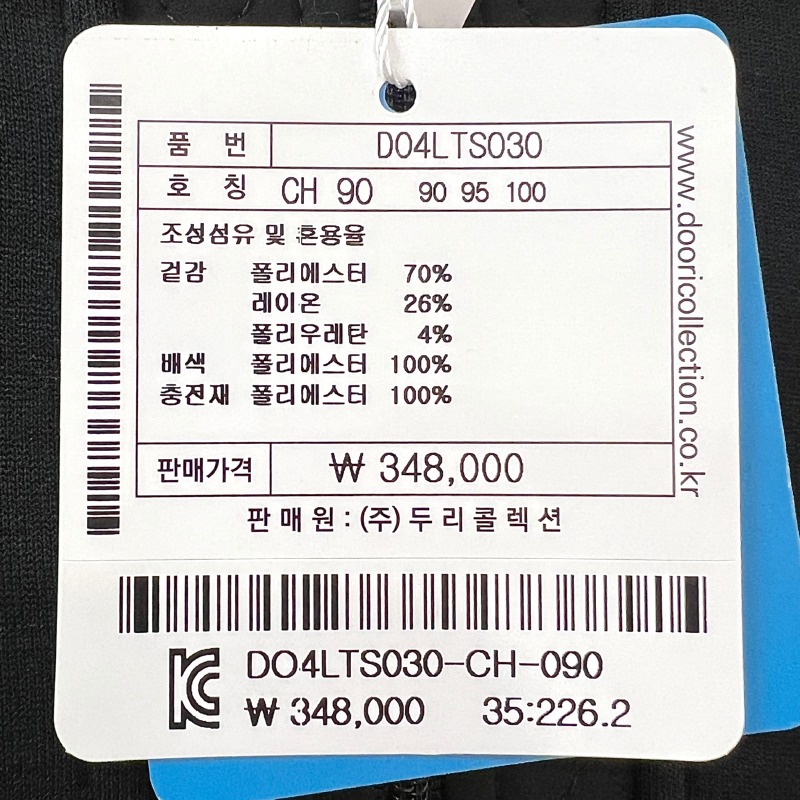 품 번 D04LTS030
호 칭 CH 90 90 95 100
조성섬유 및 혼용율
겉감 폴리에스터 70%
레이온 26%
폴리우레탄 4%
배색 폴리에스터 100%
충전재 폴리에스터 100%
판매가격 ₩ 348,000
판매원 : (주)두리콜렉션
www.dooricollection.co.kr
DO4LTS030-CH-090
₩ 348,000 35:226.2